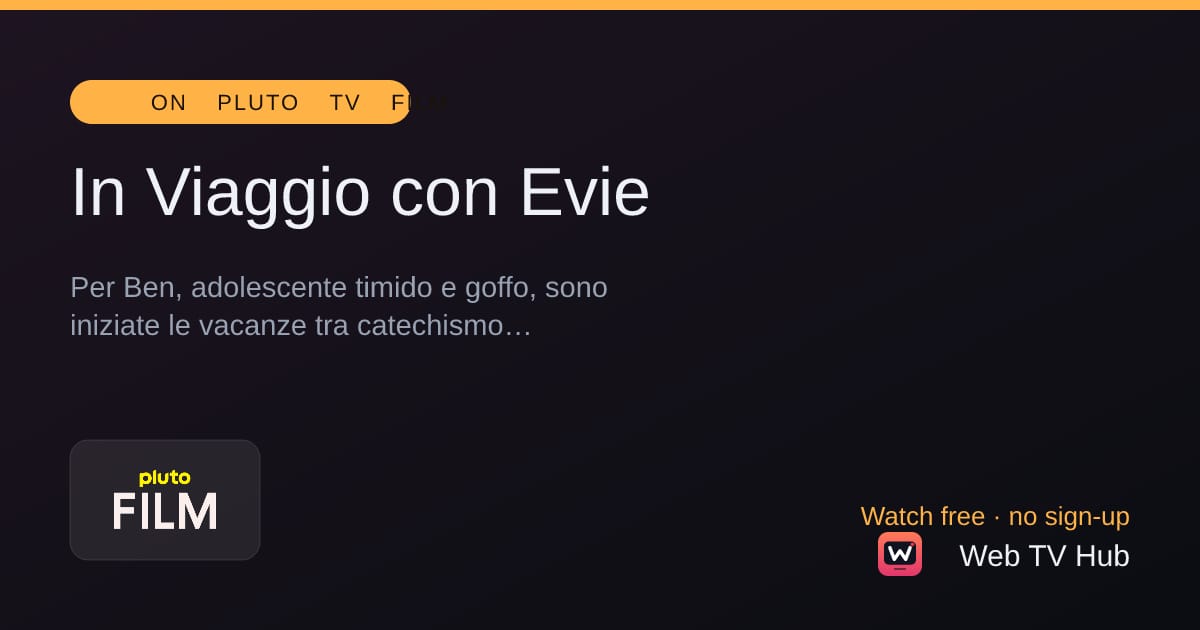 ON PLUTO TV FILM
In Viaggio con Evie
Per Ben, adolescente timido e goffo, sono
iniziate le vacanze tra catechismo…
pluto
FILM
Watch free · no sign-up
W
Web TV Hub